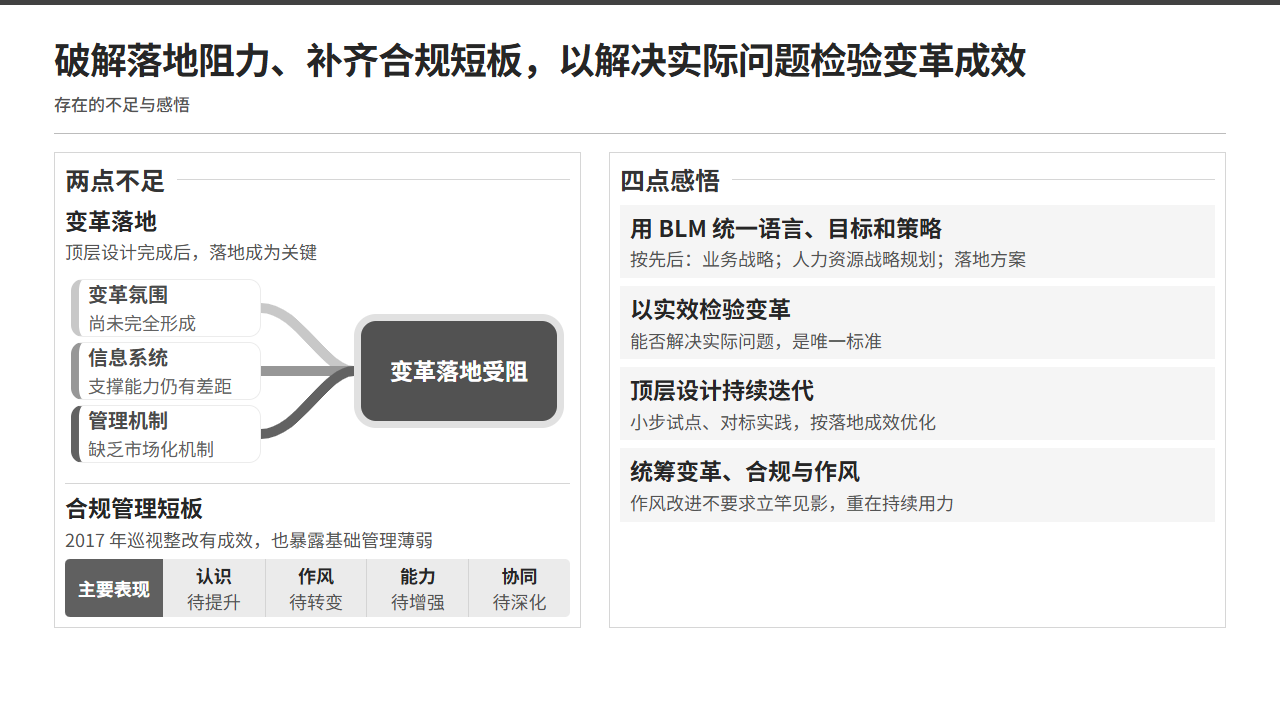 破解落地阻力、补齐合规短板，以解决实际问题检验变革成效
存在的不足与感悟
两点不足
变革落地
顶层设计完成后，落地成为关键
变革氛围
尚未完全形成
信息系统
支撑能力仍有差距
管理机制
缺乏市场化机制
变革落地受阻
合规管理短板
2017 年巡视整改有成效，也暴露基础管理薄弱
主要表现
认识
待提升
作风
待转变
能力
待增强
协同
待深化
四点感悟
用 BLM 统一语言、目标和策略
按先后：业务战略；人力资源战略规划；落地方案
以实效检验变革
能否解决实际问题，是唯一标准
顶层设计持续迭代
小步试点、对标实践，按落地成效优化
统筹变革、合规与作风
作风改进不要求立竿见影，重在持续用力